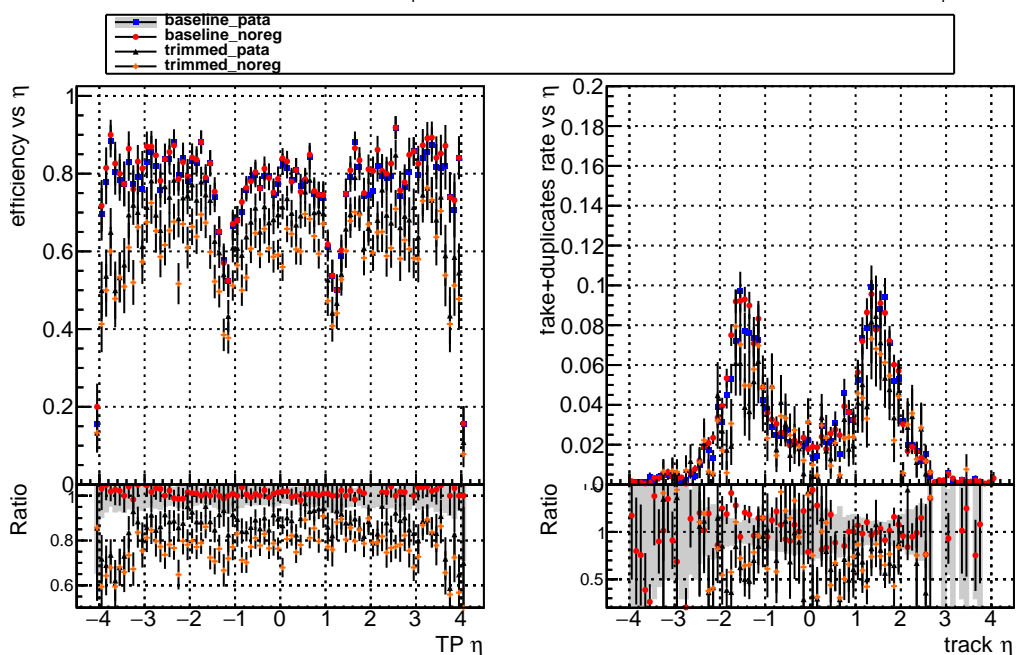 baseline_pata
baseline_noreg
trimmed_pata
trimmed_noreg
efficiency vs η
1
0.8
0.6
0.4
0.2
0
Ratio
1
0.8
0.6
−4 −3 −2 −1 0 1 2 3 4
TP η
fake+duplicates rate vs η
0.2
0.18
0.16
0.14
0.12
0.1
0.08
0.06
0.04
0.02
0
Ratio
1
0.5
−4 −3 −2 −1 0 1 2 3 4
track η